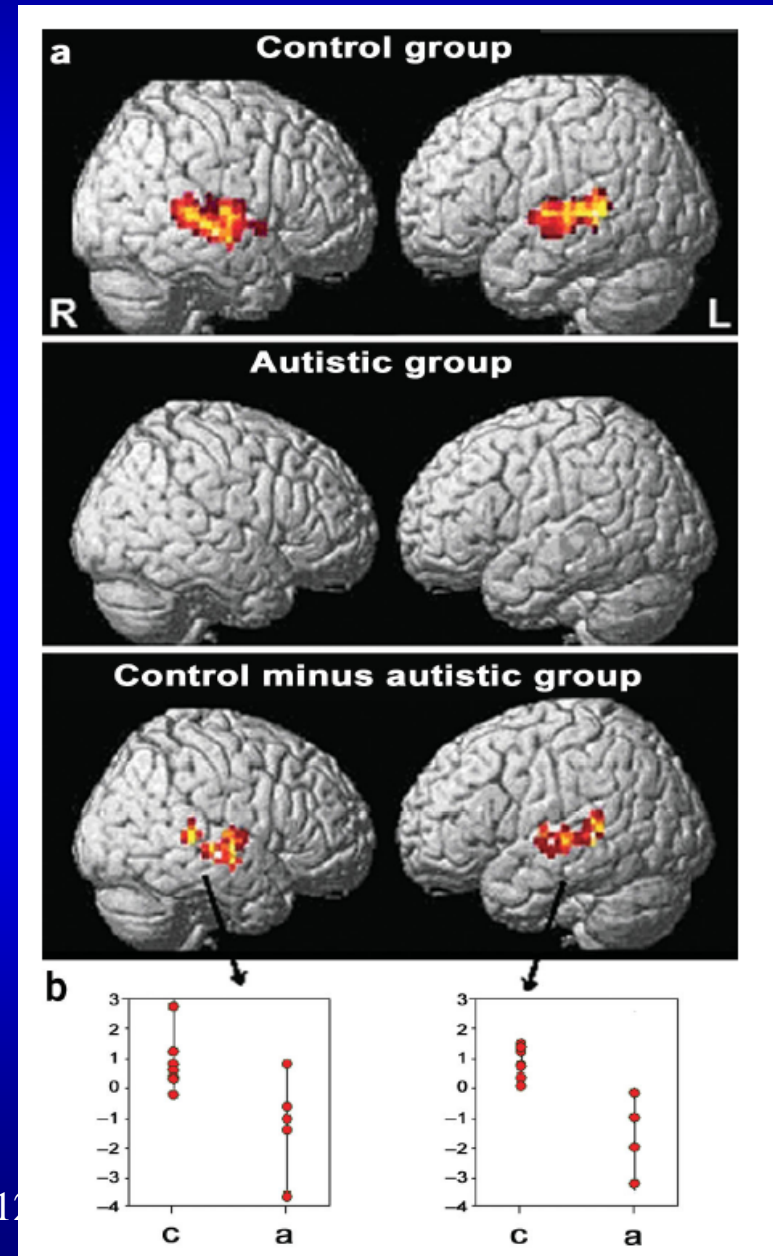 a Control group
R L
Autistic group
Control minus autistic group
b
3 3
2 2
1 1
0 0
–1 –1
–2 –2
–3 –3
–4 –4
c a c a